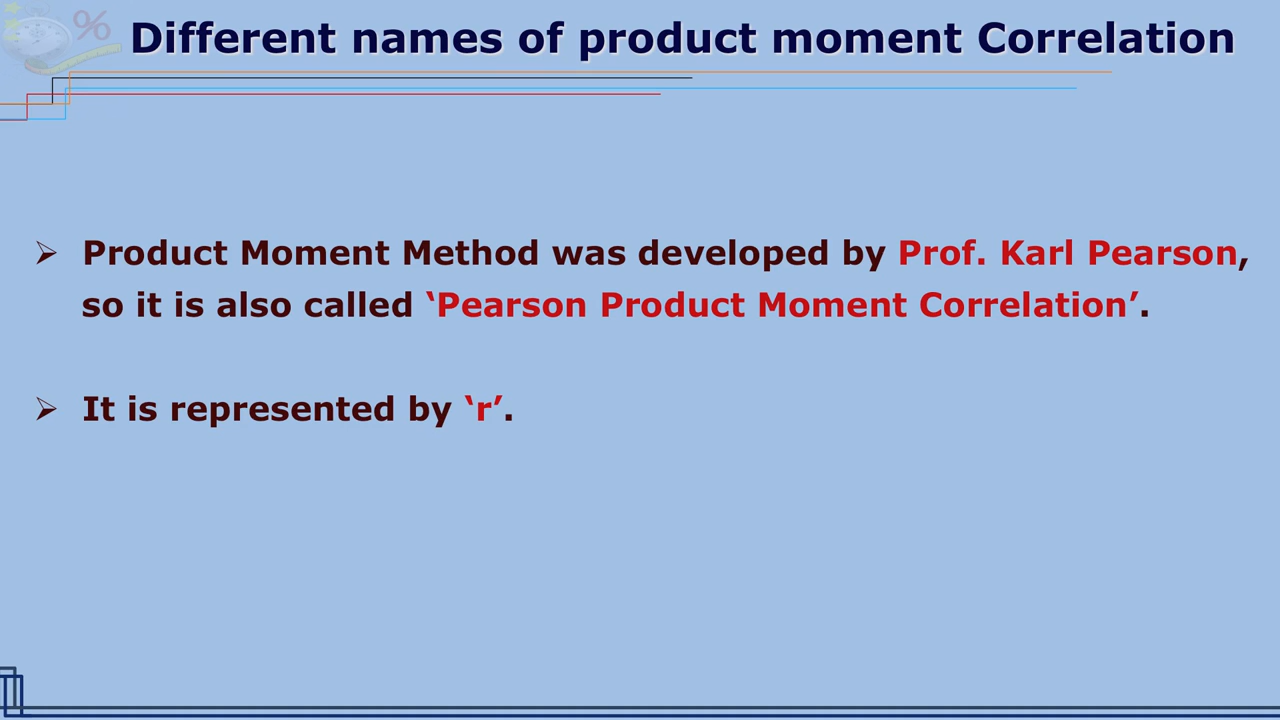 %
Different names of product moment Correlation
➢ Product Moment Method was developed by Prof. Karl Pearson,
so it is also called ‘Pearson Product Moment Correlation’.
➢ It is represented by ‘r’.